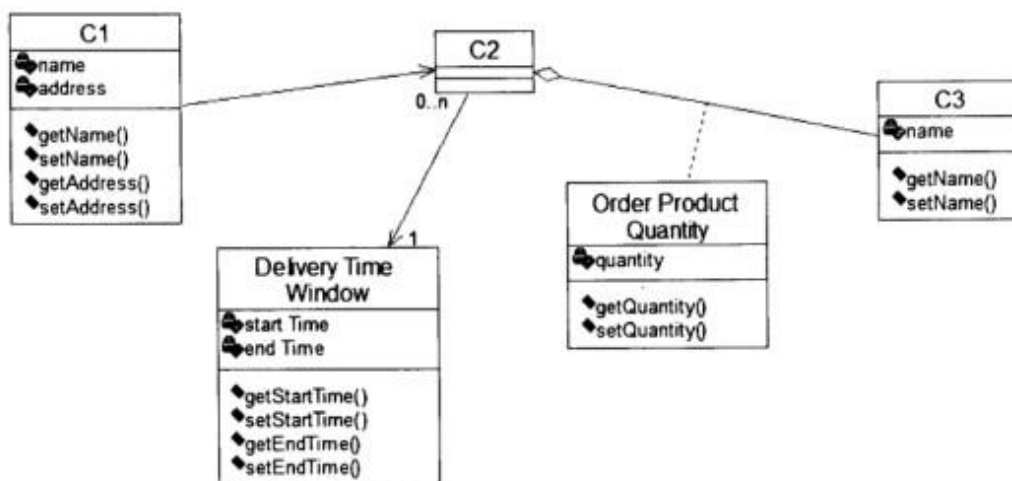 C1
name
address
getName()
setName()
getAddress()
setAddress()
C2
0..n
1
C3
name
getName()
setName()
Order Product
Quantity
quantity
getQuantity()
setQuantity()
Delivery Time
Window
start Time
end Time
getStartTime()
setStartTime()
getEndTime()
setEndTime()